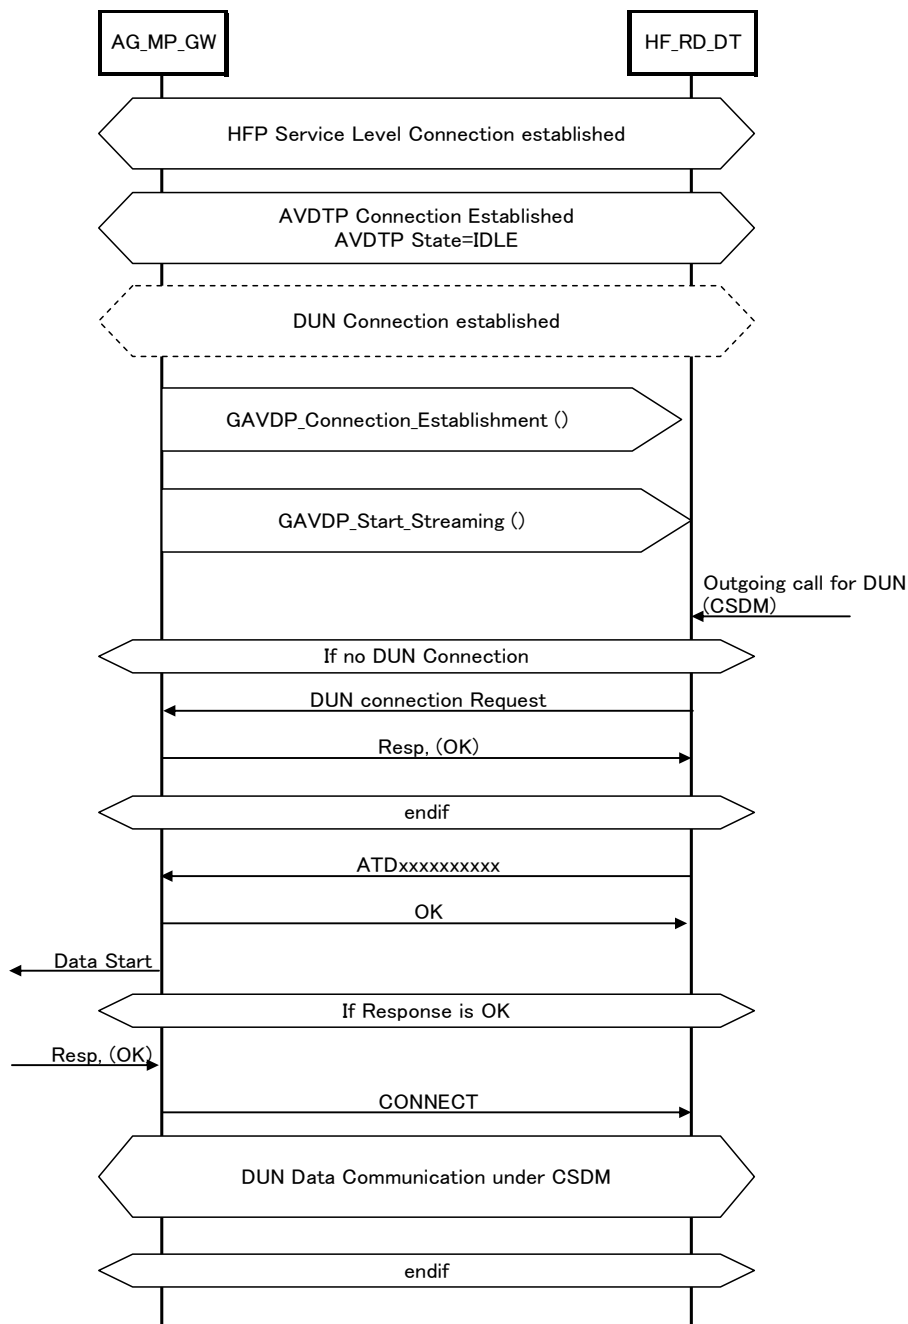 AG_MP_GW
HF_RD_DT
HFP Service Level Connection established
AVDTP Connection Established
AVDTP State=IDLE
DUN Connection established
GAVDP_Connection_Establishment ()
GAVDP_Start_Streaming ()
Outgoing call for DUN
(CSDM)
If no DUN Connection
DUN connection Request
Resp, (OK)
endif
ATDxxxxxxxxxx
OK
Data Start
If Response is OK
Resp, (OK)
CONNECT
DUN Data Communication under CSDM
endif